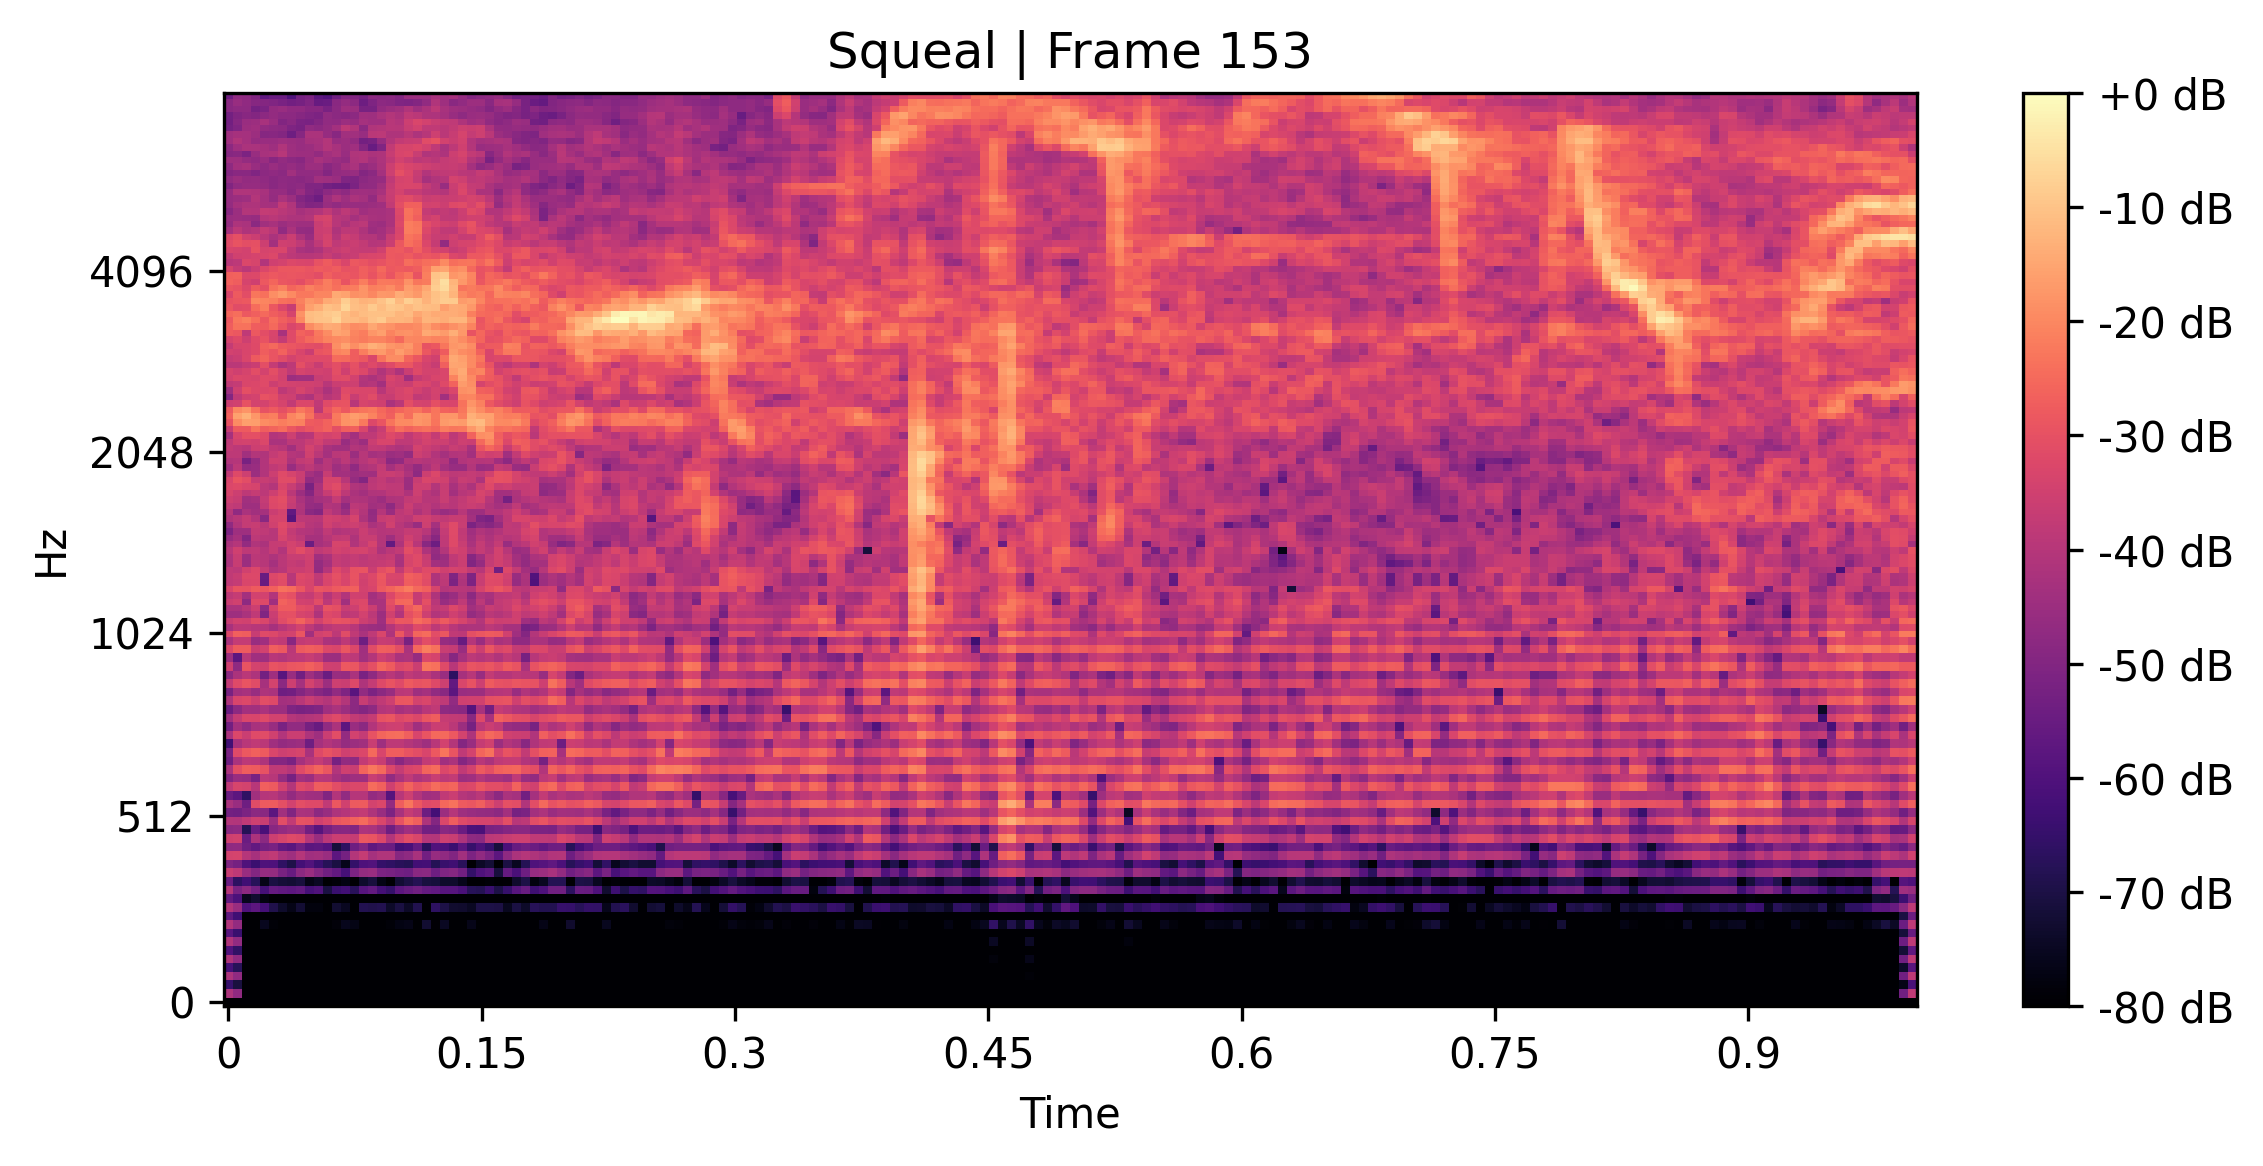 Squeal | Frame 153
Hz
4096
2048
1024
512
0
0 0.15 0.3 0.45 0.6 0.75 0.9
Time
+0 dB
-10 dB
-20 dB
-30 dB
-40 dB
-50 dB
-60 dB
-70 dB
-80 dB